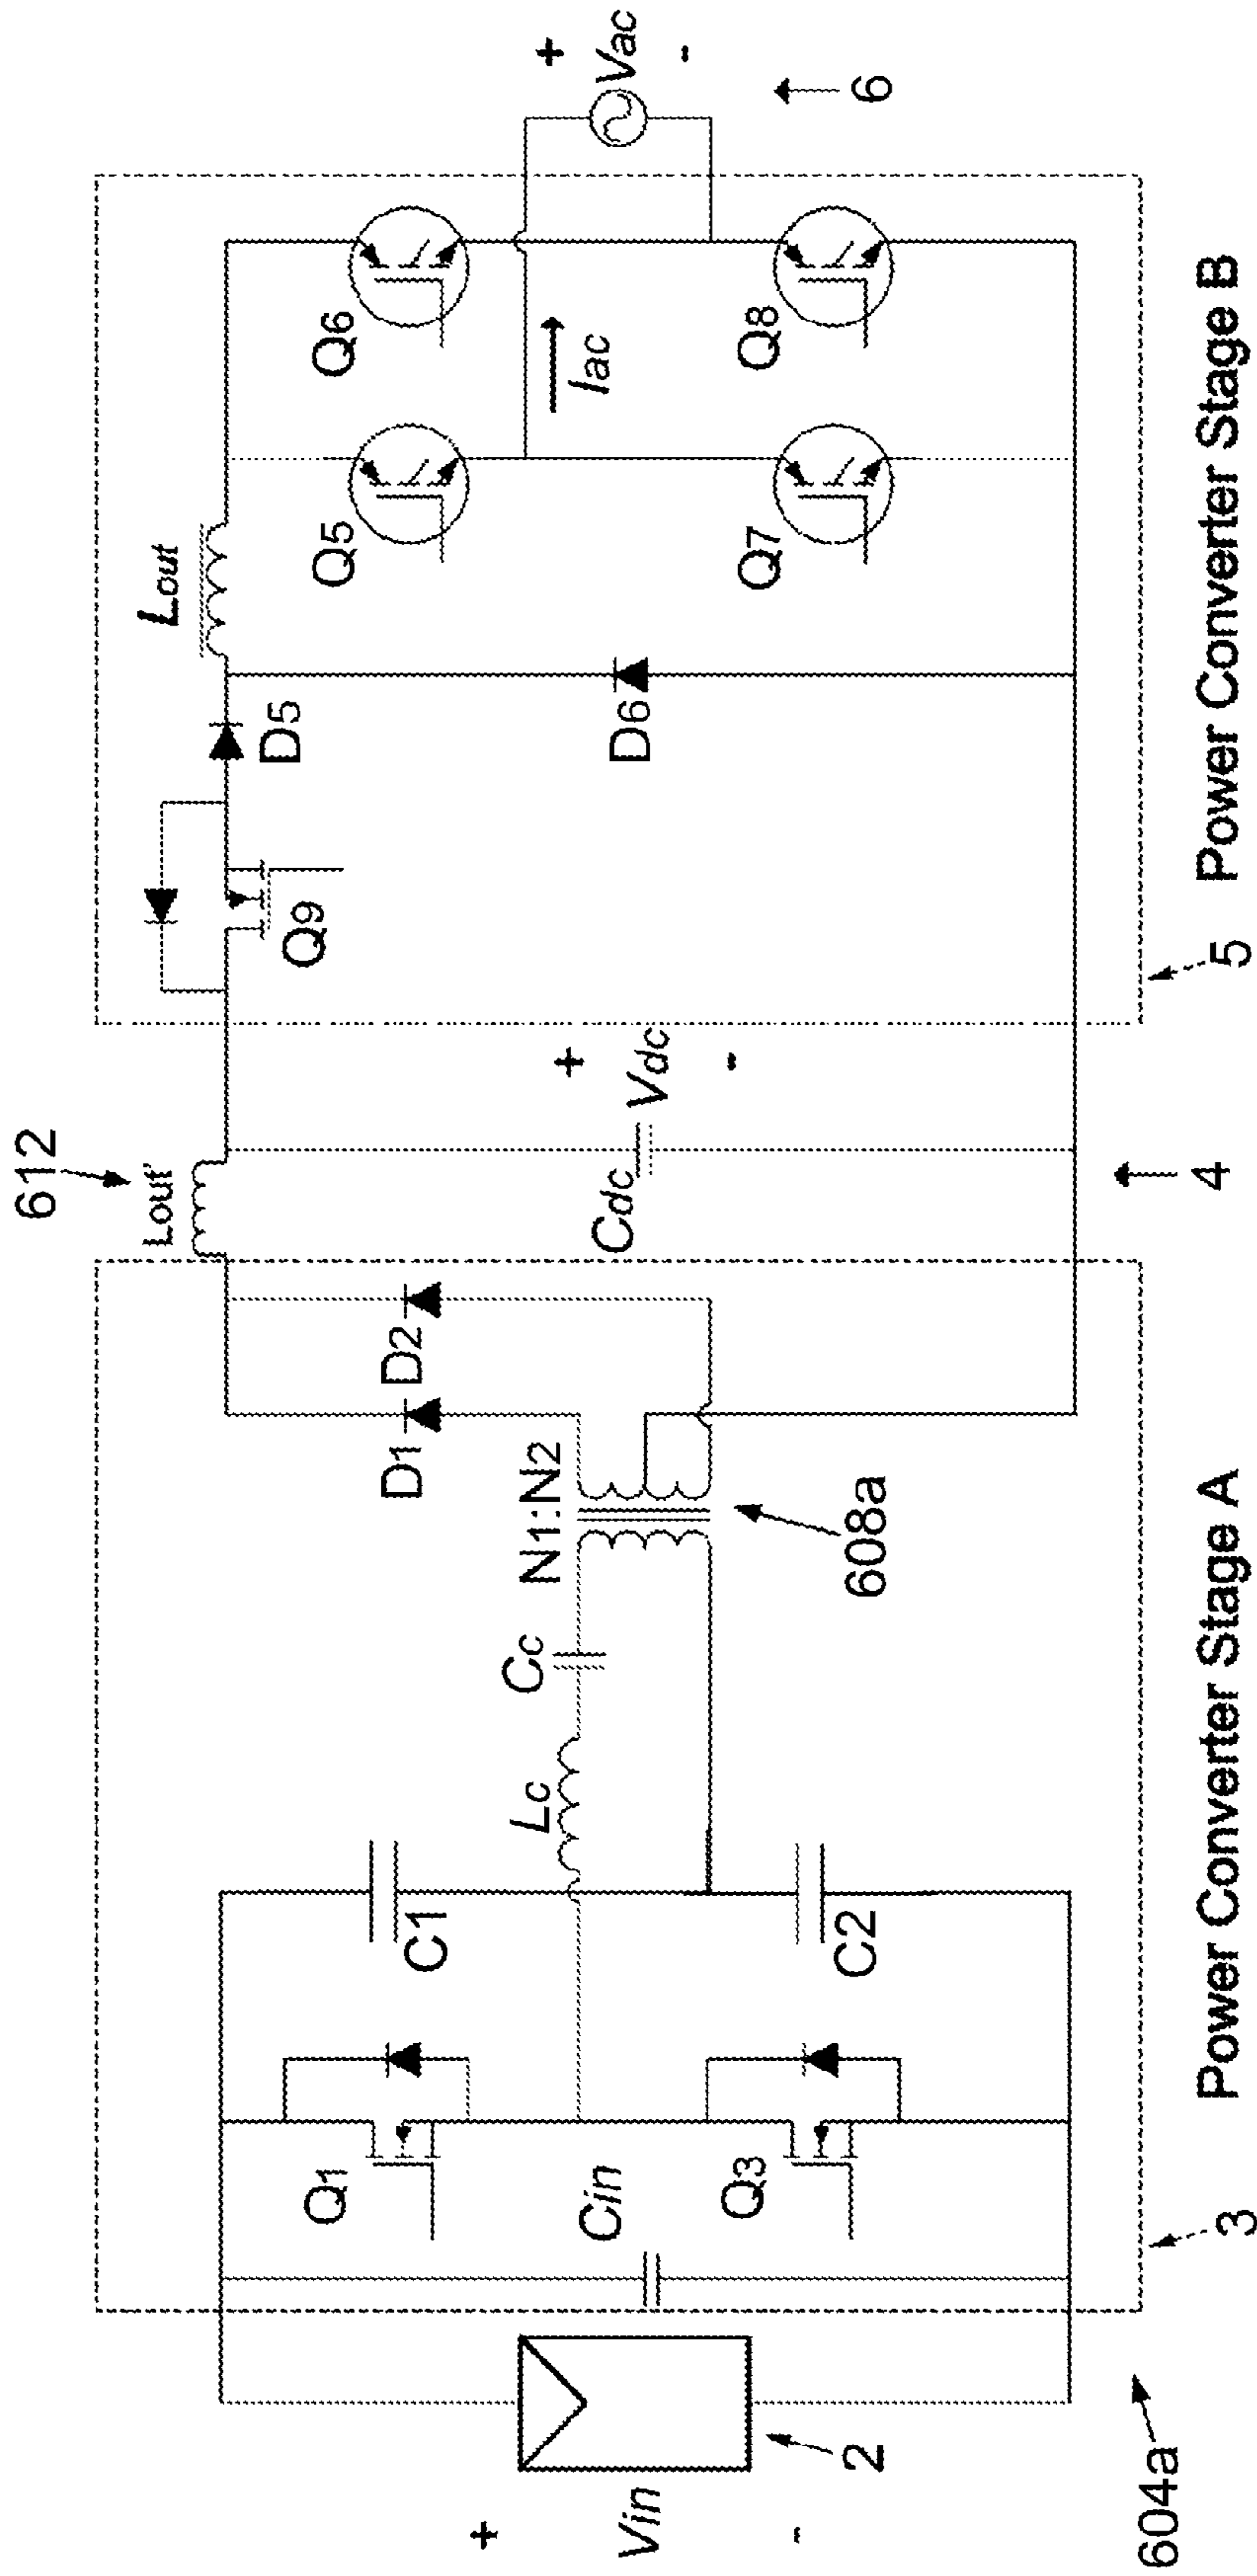 612
Lout'
Lout
D5
Q9
Q5
Q6
D1
D2
Cdc
+
Vdc
-
D6
Iac
+
Vac
-
6
Q1
C1
Lc
Cc
N1:N2
Cin
Q3
C2
608a
Q7
Q8
+
Vin
-
2
604a
3
Power Converter Stage A
4
5
Power Converter Stage B